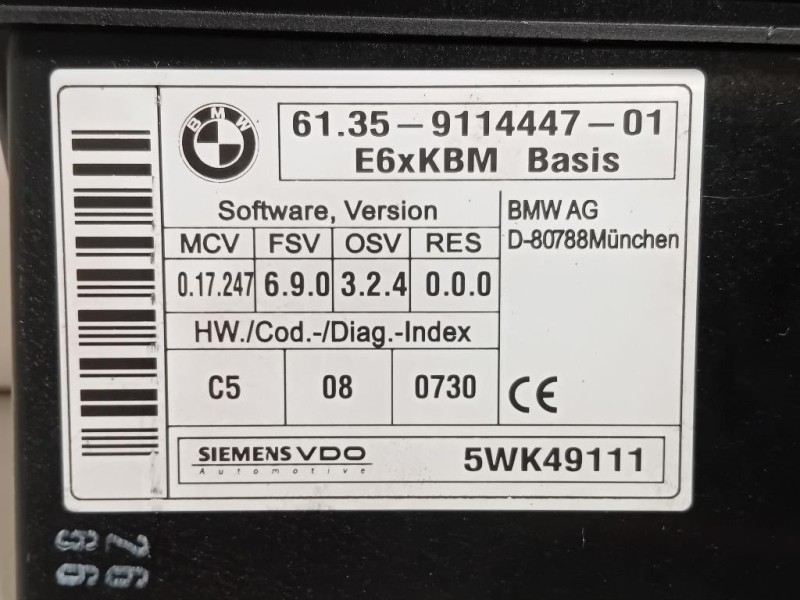 BMW
61.35-9114447-01
E6xKBM Basis
Software, Version
MCV FSV OSV RES
0.17.247 6.9.0 3.2.4 0.0.0
BMW AG
D-80788München
HW./Cod.-/Diag.-Index
C5 08 0730
CE
SIEMENS VDO
Automotive
5WK49111